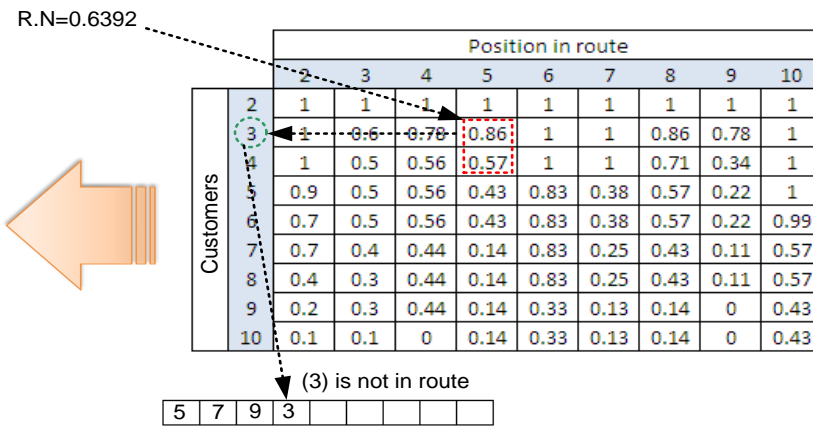 R.N=0.6392
Position in route
2 3 4 5 6 7 8 9 10
Customers
2 1 1 1 1 1 1 1 1 1
3 1 0.6 0.78 0.86 1 1 0.86 0.78 1
4 1 0.5 0.56 0.57 1 1 0.71 0.34 1
5 0.9 0.5 0.56 0.43 0.83 0.38 0.57 0.22 1
6 0.7 0.5 0.56 0.43 0.83 0.38 0.57 0.22 0.99
7 0.7 0.4 0.44 0.14 0.83 0.25 0.43 0.11 0.57
8 0.4 0.3 0.44 0.14 0.83 0.25 0.43 0.11 0.57
9 0.2 0.3 0.44 0.14 0.33 0.13 0.14 0 0.43
10 0.1 0.1 0 0.14 0.33 0.13 0.14 0 0.43
(3) is not in route
5 7 9 3